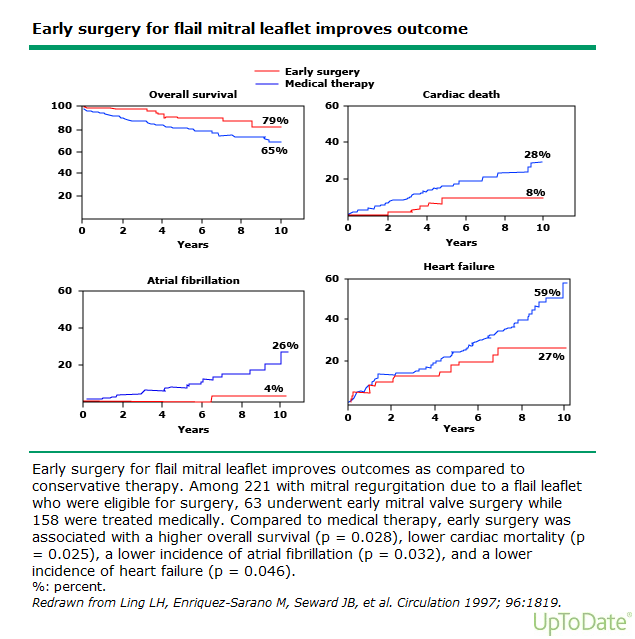 Early surgery for flail mitral leaflet improves outcome
Early surgery
Medical therapy
Overall survival
100
80
60
40
20
79%
65%
0 2 4 6 8 10
Years
Cardiac death
60
40
20
28%
8%
0 2 4 6 8 10
Years
Atrial fibrillation
60
40
20
26%
4%
0 2 4 6 8 10
Years
Heart failure
60
40
20
59%
27%
0 2 4 6 8 10
Years
Early surgery for flail mitral leaflet improves outcomes as compared to
conservative therapy. Among 221 with mitral regurgitation due to a flail leaflet
who were eligible for surgery, 63 underwent early mitral valve surgery while
158 were treated medically. Compared to medical therapy, early surgery was
associated with a higher overall survival (p = 0.028), lower cardiac mortality (p
= 0.025), a lower incidence of atrial fibrillation (p = 0.032), and a lower
incidence of heart failure (p = 0.046).
%: percent.
Redrawn from Ling LH, Enriquez-Sarano M, Seward JB, et al. Circulation 1997; 96:1819.
UpToDate®